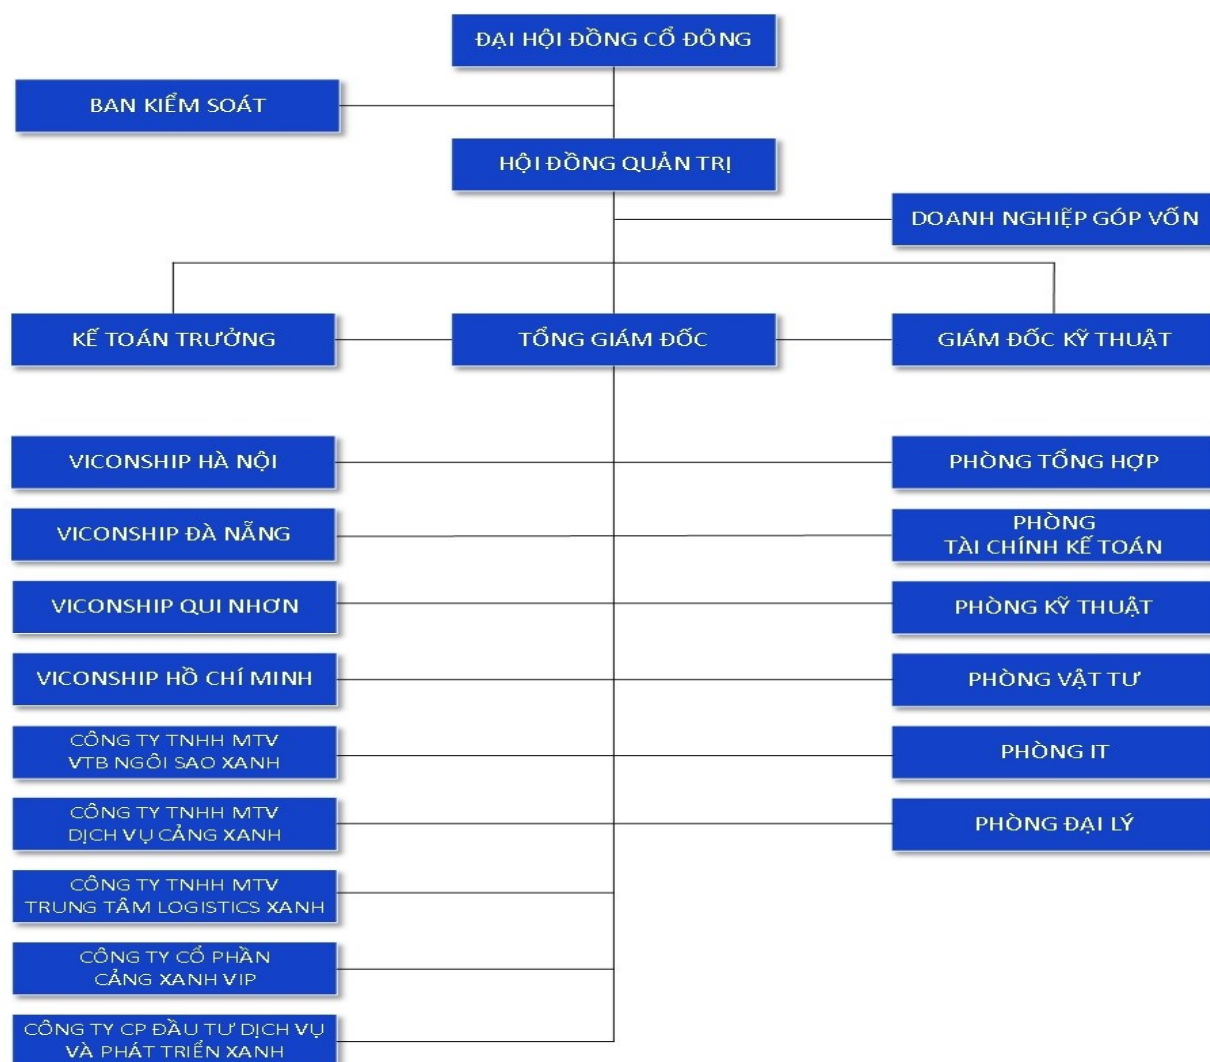 ĐẠI HỘI ĐỒNG CỔ ĐÔNG
BAN KIỂM SOÁT
HỘI ĐỒNG QUẢN TRỊ
DOANH NGHIỆP GÓP VỐN
KẾ TOÁN TRƯỞNG
TỔNG GIÁM ĐỐC
GIÁM ĐỐC KỸ THUẬT
VICONSHIP HÀ NỘI
PHÒNG TỔNG HỢP
VICONSHIP ĐÀ NẴNG
PHÒNG
TÀI CHÍNH KẾ TOÁN
VICONSHIP QUI NHƠN
PHÒNG KỸ THUẬT
VICONSHIP HỒ CHÍ MINH
PHÒNG VẬT TƯ
CÔNG TY TNHH MTV
VTB NGÔI SAO XANH
PHÒNG IT
CÔNG TY TNHH MTV
DỊCH VỤ CẢNG XANH
PHÒNG ĐẠI LÝ
CÔNG TY TNHH MTV
TRUNG TÂM LOGISTICS XANH
CÔNG TY CỔ PHẦN
CẢNG XANH VIP
CÔNG TY CP ĐẦU TƯ DỊCH VỤ
VÀ PHÁT TRIỂN XANH